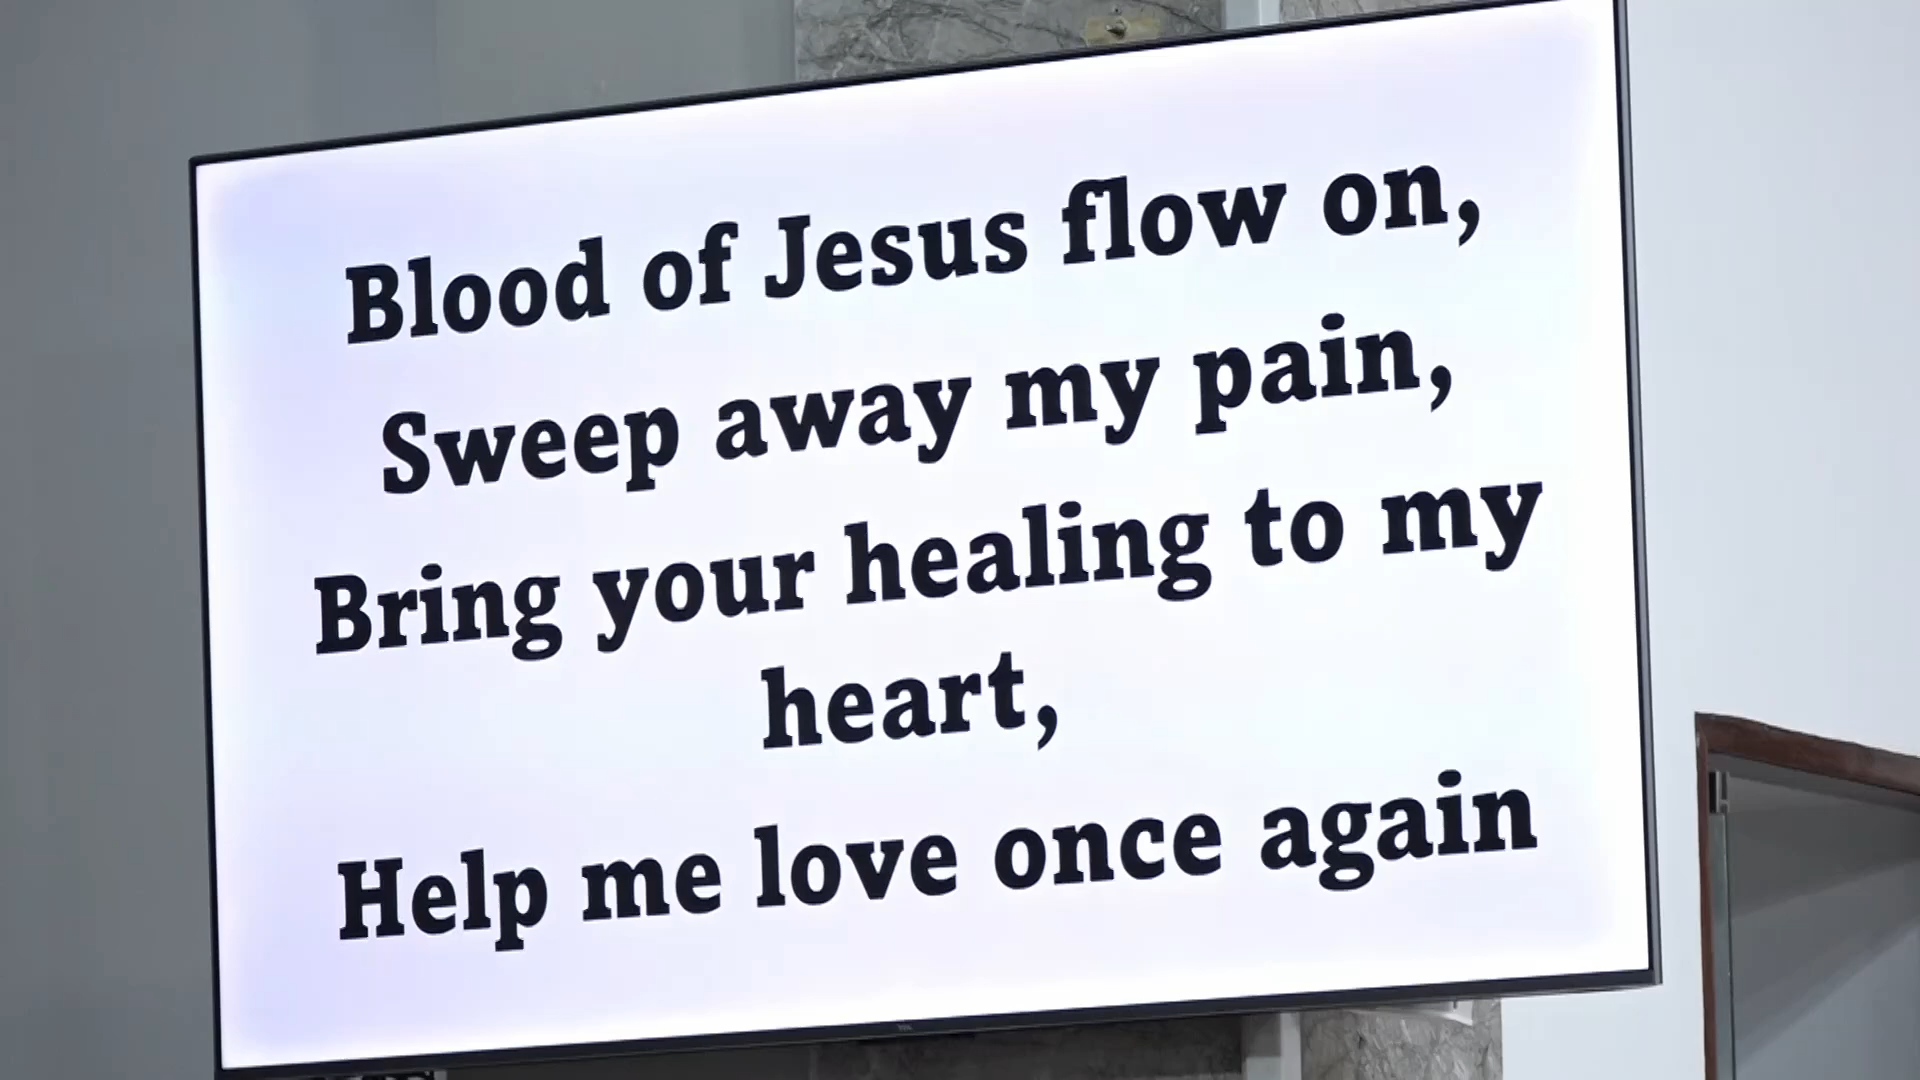 Blood of Jesus flow on,
Sweep away my pain,
Bring your healing to my
heart,
Help me love once again